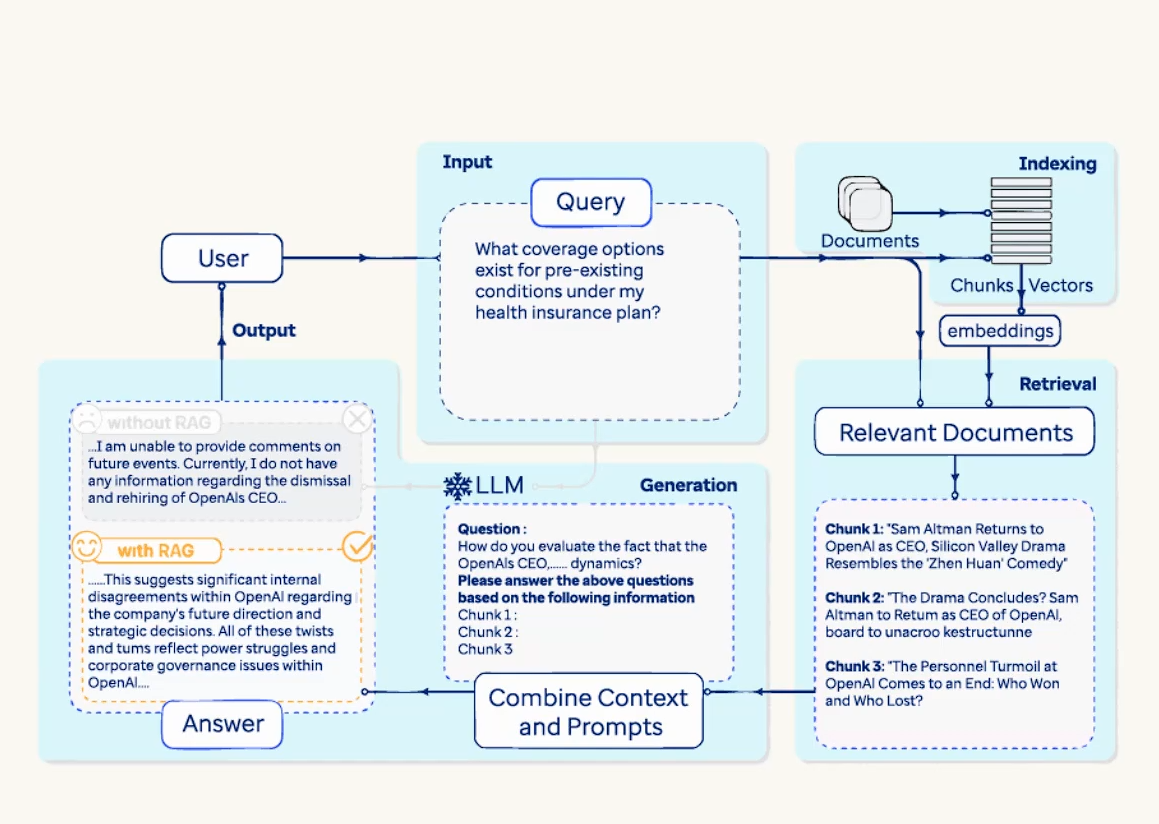 Input
Query
What coverage options
exist for pre-existing
conditions under my
health insurance plan?
Indexing
Documents
Chunks
Vectors
embeddings
User
Output
Retrieval
Relevant Documents
Chunk 1: "Sam Altman Returns to
OpenAI as CEO, Silicon Valley Drama
Resembles the 'Zhen Huan' Comedy"
Chunk 2: "The Drama Concludes? Sam
Altman to Retum as CEO of OpenAI,
board to unacroo kestructunne
Chunk 3: "The Personnel Turmoil at
OpenAI Comes to an End: Who Won
and Who Lost?
LLM
Generation
Question :
How do you evaluate the fact that the
OpenAIs CEO,...... dynamics?
Please answer the above questions
based on the following information
Chunk 1 :
Chunk 2 :
Chunk 3
Combine Context
and Prompts
without RAG
...I am unable to provide comments on
future events. Currently, I do not have
any information regarding the dismissal
and rehiring of OpenAIs CEO...
with RAG
......This suggests significant internal
disagreements within OpenAI regarding
the company's future direction and
strategic decisions. All of these twists
and tums reflect power struggles and
corporate governance issues within
OpenAI....
Answer